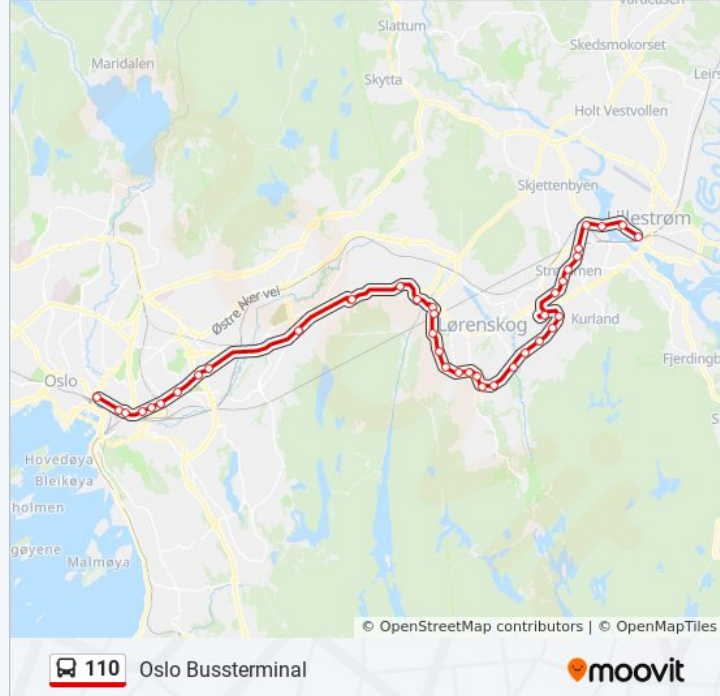 Slattum
Skedsmokorset
Maridalen
Skytta
Leirs
Holt Vestvollen
Skjettenbyen
Lillestrøm
Strømmen
Østre Aker vei
Lørenskog
Kurland
Fjerdingb
Oslo
Hovedøya
Bleikøya
holmen
gøyene
Malmøya
© OpenStreetMap contributors | © OpenMapTiles
110 Oslo Bussterminal
moovit